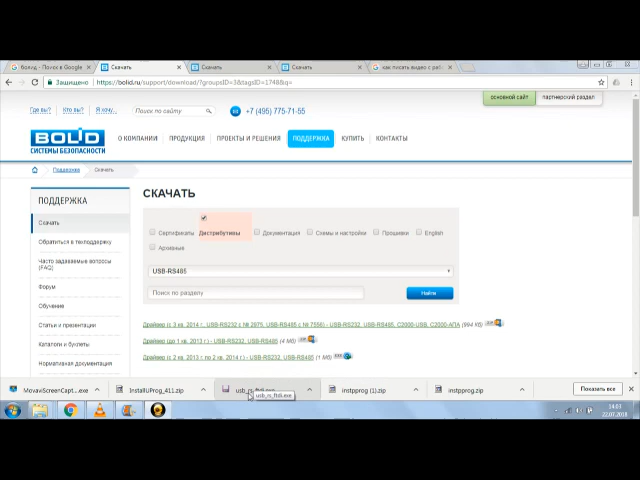 болид - Поиск в Google
Скачать
Скачать
Скачать
как писать видео с раб
Защищено https://bolid.ru/support/download/?groupsID=3&tagsID=1748&q=
основной сайт
партнерский раздел
Где вы?
Кто вы?
Я хочу...
Поиск по сайту
+7 (495) 775-71-55
BOLID
СИСТЕМЫ БЕЗОПАСНОСТИ
О КОМПАНИИ
ПРОДУКЦИЯ
ПРОЕКТЫ И РЕШЕНИЯ
ПОДДЕРЖКА
КУПИТЬ
КОНТАКТЫ
Поддержка
Скачать
ПОДДЕРЖКА
Скачать
Обратиться в техподдержку
Часто задаваемые вопросы
(FAQ)
Форум
Обучение
Статьи и презентации
Каталоги и буклеты
Нормативная документация
СКАЧАТЬ
Сертификаты
Дистрибутивы
Документация
Схемы и настройки
Прошивки
English
Архивные
USB-RS485
Поиск по разделу
Найти
Драйвер (с 3 кв. 2014 г., USB-RS232 с № 2975, USB-RS485 с № 7556) - USB-RS232, USB-RS485, С2000-USB, С2000-АПА (994 Кб)
Драйвер (до 1 кв. 2013 г.) - USB-RS232, USB-RS485 (4 Мб)
Драйвер (с 2 кв. 2013 г. по 2 кв. 2014 г.) - USB-RS232, USB-RS485 (1 Мб)
MovaviScreenCapt....exe
InstallUProg_411.zip
usb_rs_ftdi.exe
instpprog (1).zip
instpprog.zip
Показать все
usb_rs_ftdi.exe
14:03
22.07.2018